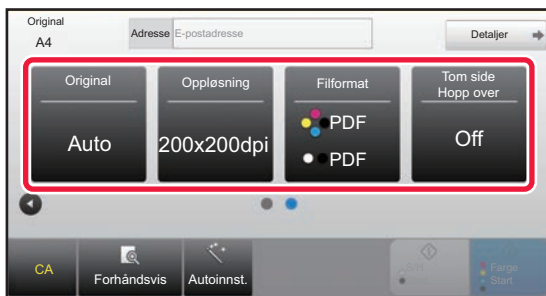 Original
A4
Adresse E-postadresse
Detaljer
Original
Auto
Oppløsning
200x200dpi
Filformat
PDF
PDF
Tom side
Hopp over
Off
CA
Forhåndsvis
Autoinnst.
S/H
Start
Farge
Start